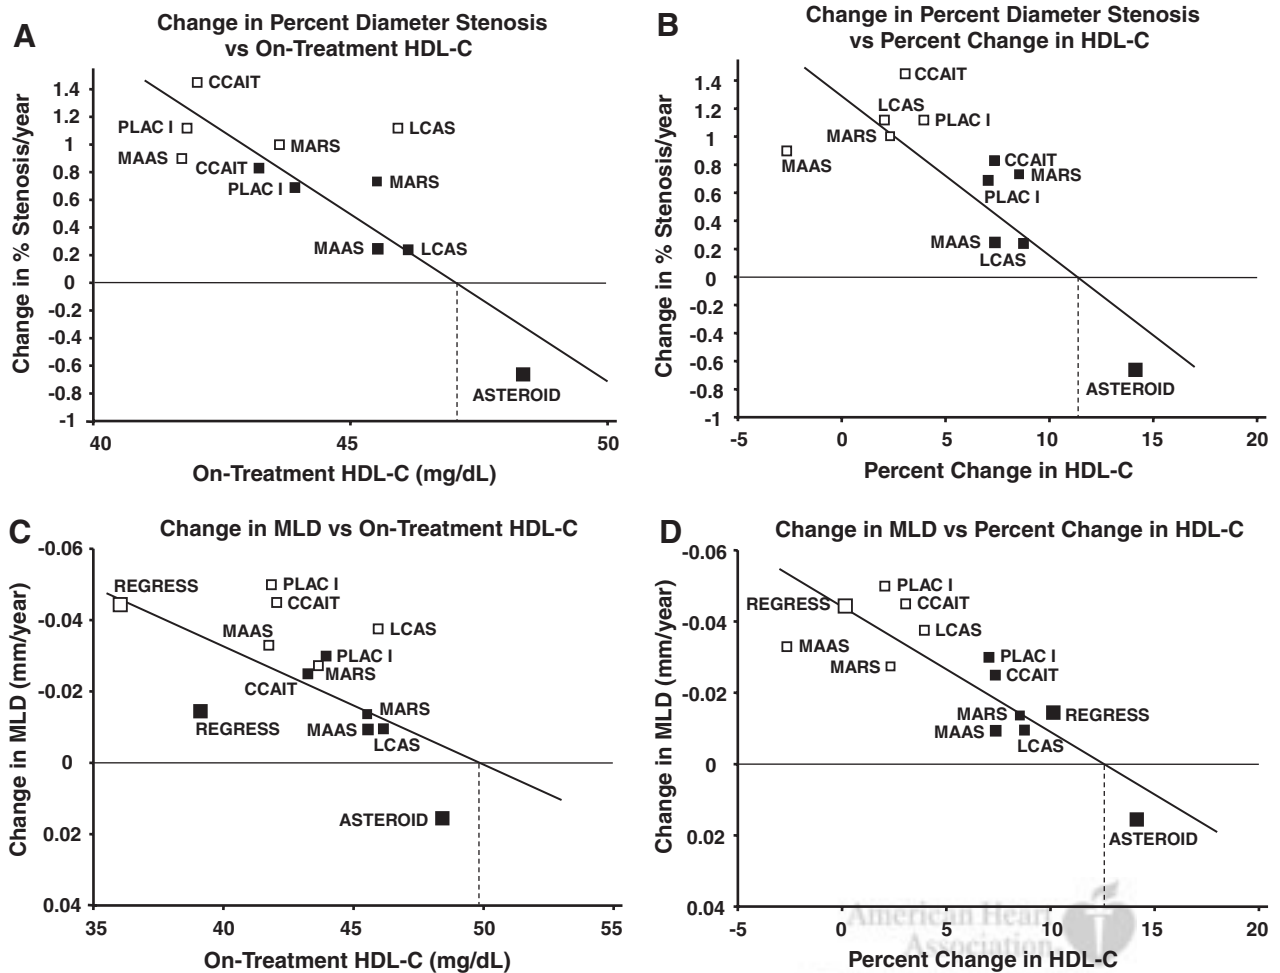 A
Change in Percent Diameter Stenosis
vs On-Treatment HDL-C
Change in % Stenosis/year
1.4
1.2
1
0.8
0.6
0.4
0.2
0
-0.2
-0.4
-0.6
-0.8
-1
CCAIT
PLAC I
LCAS
MARS
MAAS
CCAIT
PLAC I
MARS
MAAS
LCAS
ASTEROID
40
45
50
On-Treatment HDL-C (mg/dL)
B
Change in Percent Diameter Stenosis
vs Percent Change in HDL-C
Change in % Stenosis/year
1.4
1.2
1
0.8
0.6
0.4
0.2
0
-0.2
-0.4
-0.6
-0.8
-1
CCAIT
LCAS
PLAC I
MARS
MAAS
CCAIT
MARS
PLAC I
MAAS
LCAS
ASTEROID
-5
0
5
10
15
20
Percent Change in HDL-C
C
Change in MLD vs On-Treatment HDL-C
Change in MLD (mm/year)
-0.06
-0.04
-0.02
0
0.02
0.04
REGRESS
PLAC I
CCAIT
MAAS
LCAS
PLAC I
MARS
CCAIT
MARS
REGRESS
MAAS
LCAS
ASTEROID
35
40
45
50
55
On-Treatment HDL-C (mg/dL)
D
Change in MLD vs Percent Change in HDL-C
Change in MLD (mm/year)
-0.06
-0.04
-0.02
0
0.02
0.04
PLAC I
REGRESS
CCAIT
LCAS
MAAS
PLAC I
MARS
CCAIT
MARS
REGRESS
MAAS
LCAS
ASTEROID
American Heart
Association
-5
0
5
10
15
20
Percent Change in HDL-C